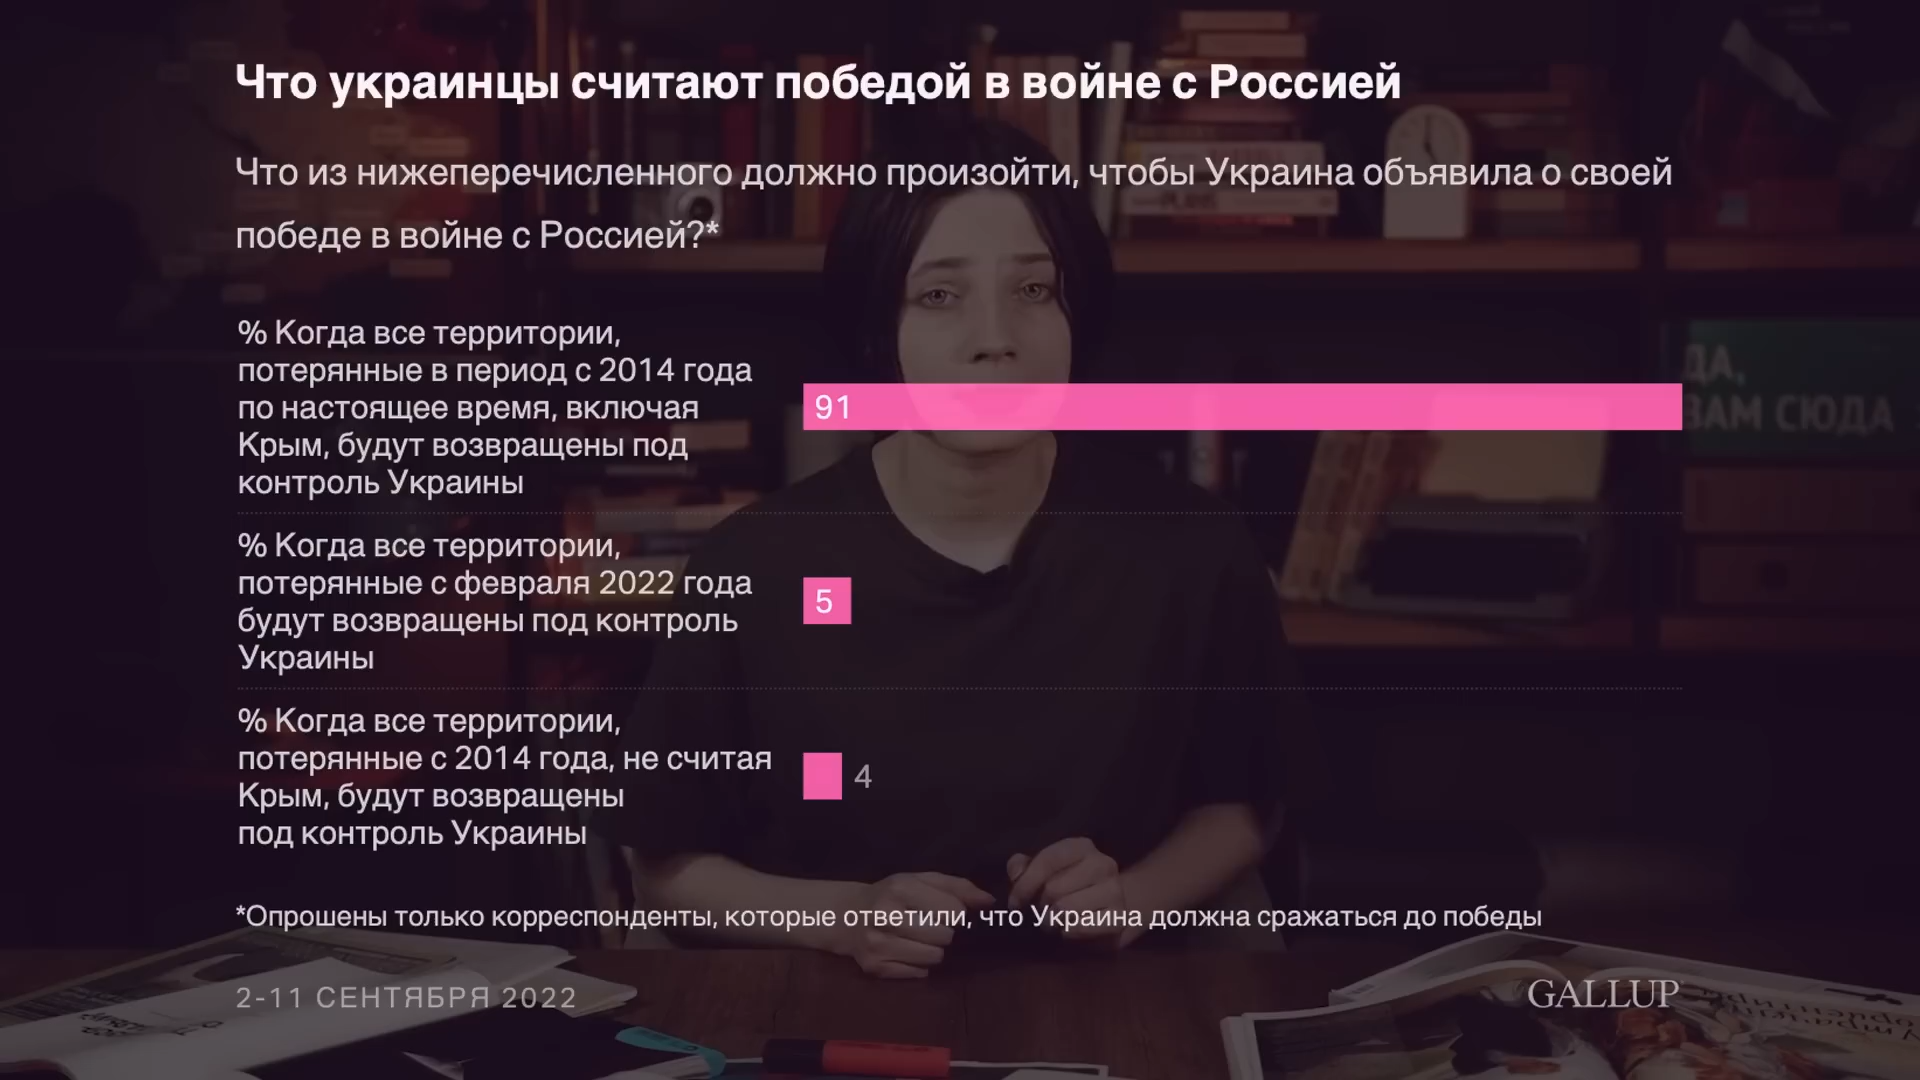 Что украинцы считают победой в войне с Россией
Что из нижеперечисленного должно произойти, чтобы Украина объявила о своей
победе в войне с Россией?*
% Когда все территории,
потерянные в период с 2014 года
по настоящее время, включая
Крым, будут возвращены под
контроль Украины
91
% Когда все территории,
потерянные с февраля 2022 года
будут возвращены под контроль
Украины
5
% Когда все территории,
потерянные с 2014 года, не считая
Крым, будут возвращены
под контроль Украины
4
ДА,
ВАМ СЮДА
*Опрошены только корреспонденты, которые ответили, что Украина должна сражаться до победы
2-11 СЕНТЯБРЯ 2022
GALLUP